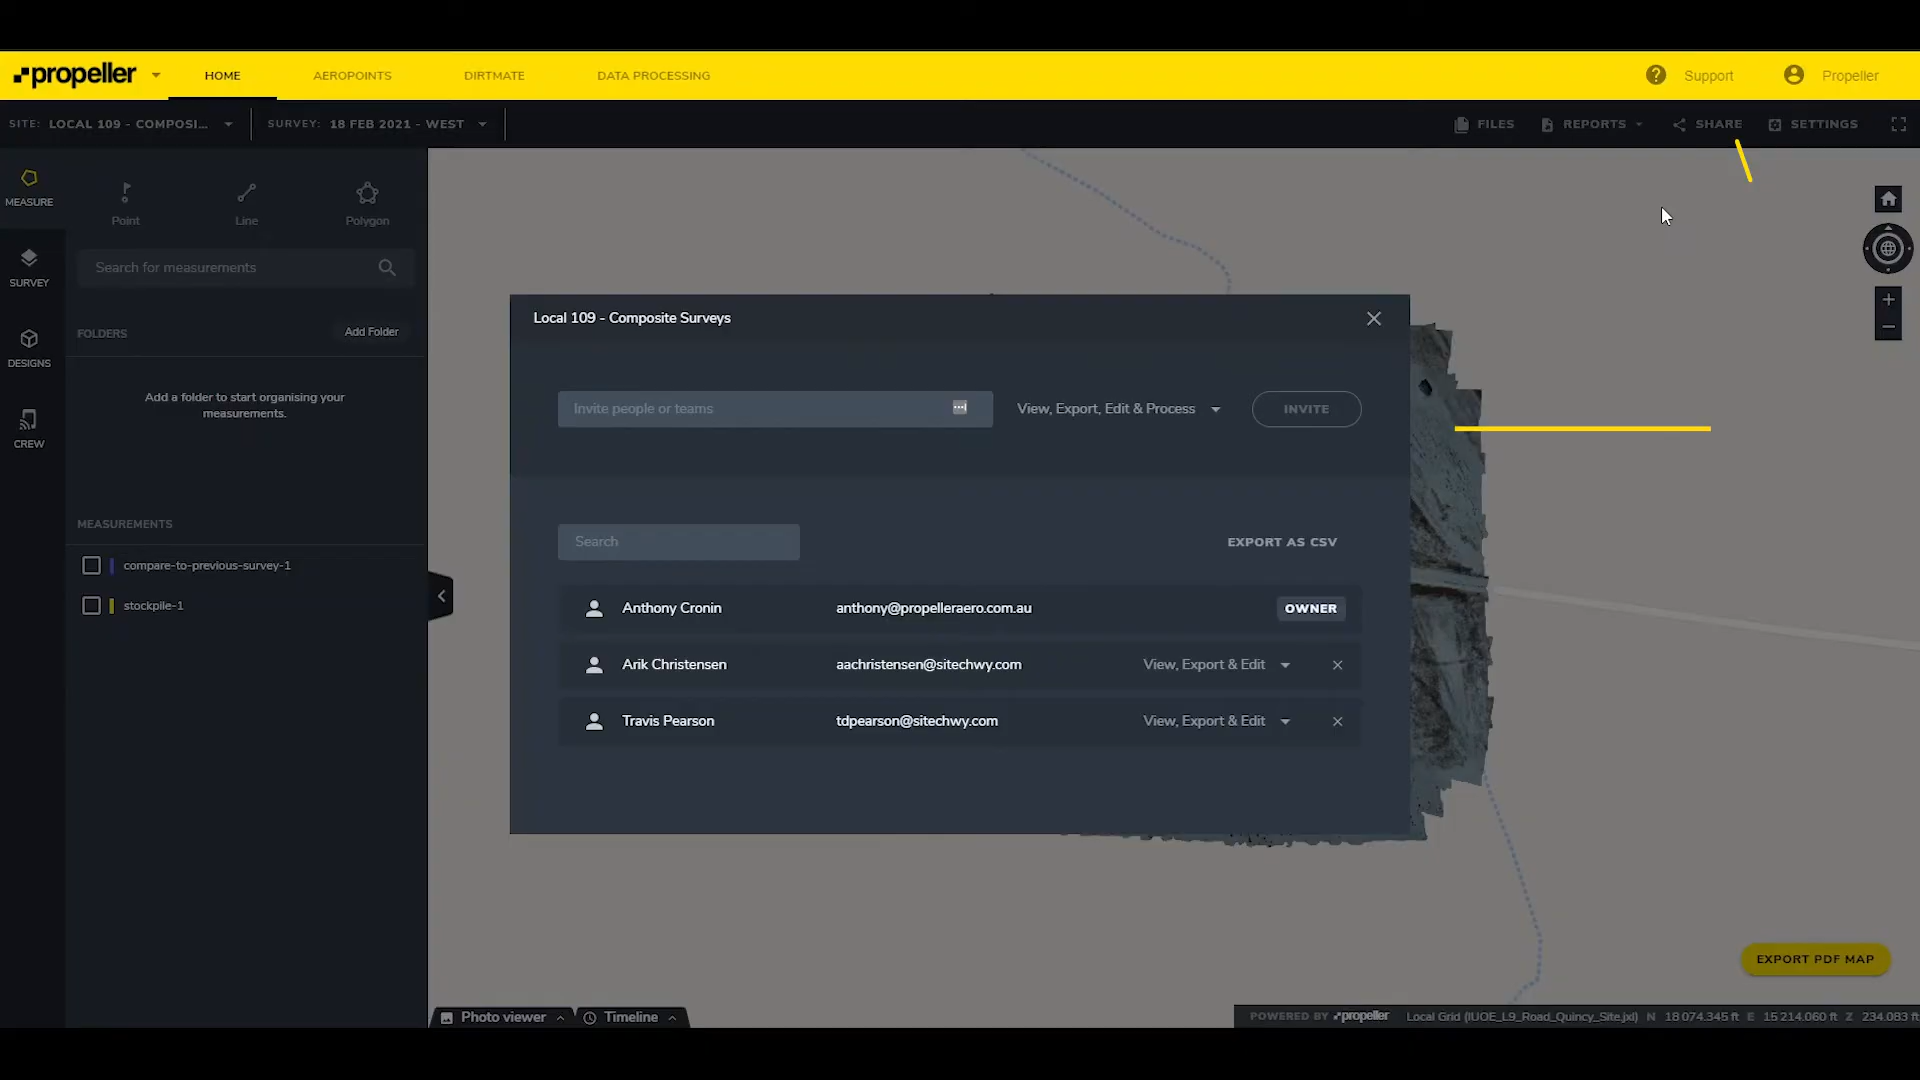 propeller HOME AEROPOINTS DIRTMATE DATA PROCESSING Support Propeller
SITE: LOCAL 109 - COMPOSI... SURVEY: 18 FEB 2021 - WEST FILES REPORTS SHARE SETTINGS
MEASURE
Point Line Polygon
SURVEY
Search for measurements
DESIGNS
FOLDERS Add Folder
CREW
Add a folder to start organising your
measurements.
MEASUREMENTS
compare-to-previous-survey-1
stockpile-1
Local 109 - Composite Surveys
Invite people or teams View, Export, Edit & Process INVITE
Search EXPORT AS CSV
Anthony Cronin anthony@propelleraero.com.au OWNER
Arik Christensen aachristensen@sitechwy.com View, Export & Edit
Travis Pearson tdpearson@sitechwy.com View, Export & Edit
EXPORT PDF MAP
Photo viewer Timeline
POWERED BY propeller Local Grid (IUOE_L9_Road_Quincy_Site.jxl) N 18 074.345 ft E 15 214.060 ft Z 234.083 ft